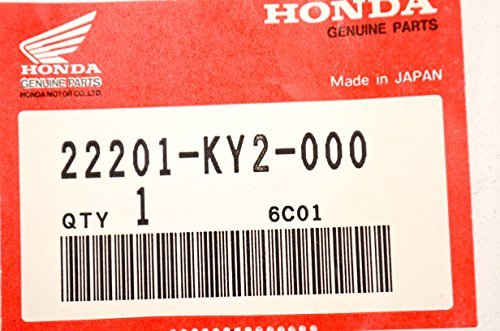 HONDA
GENUINE PARTS
HONDA
GENUINE PARTS
HONDA MOTOR CO.,LTD.
Made in JAPAN
22201-KY2-000
QTY 1 6C01